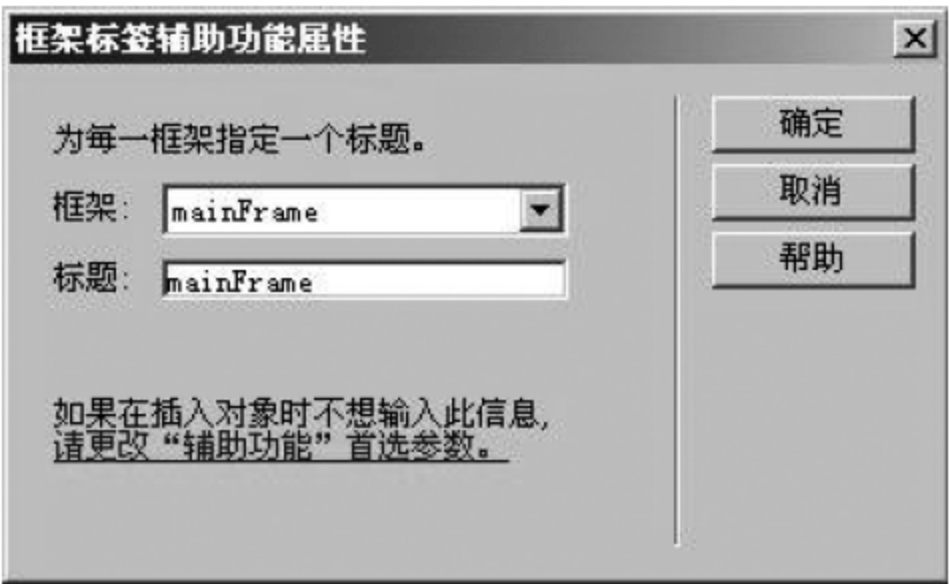 框架标签辅助功能属性
为每一框架指定一个标题。
框架: mainFrame
标题: mainFrame
如果在插入对象时不想输入此信息,
请更改“辅助功能”首选参数。
确定
取消
帮助